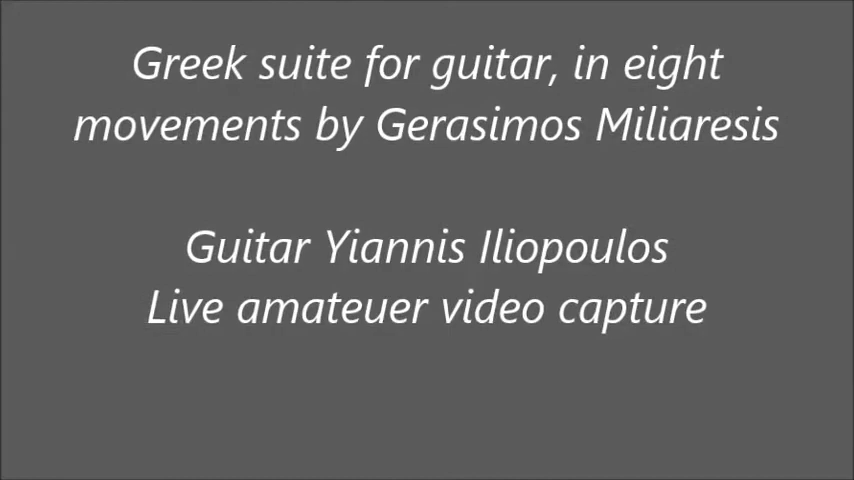 Greek suite for guitar, in eight
movements by Gerasimos Miliaresis
Guitar Yiannis Iliopoulos
Live amateuer video capture